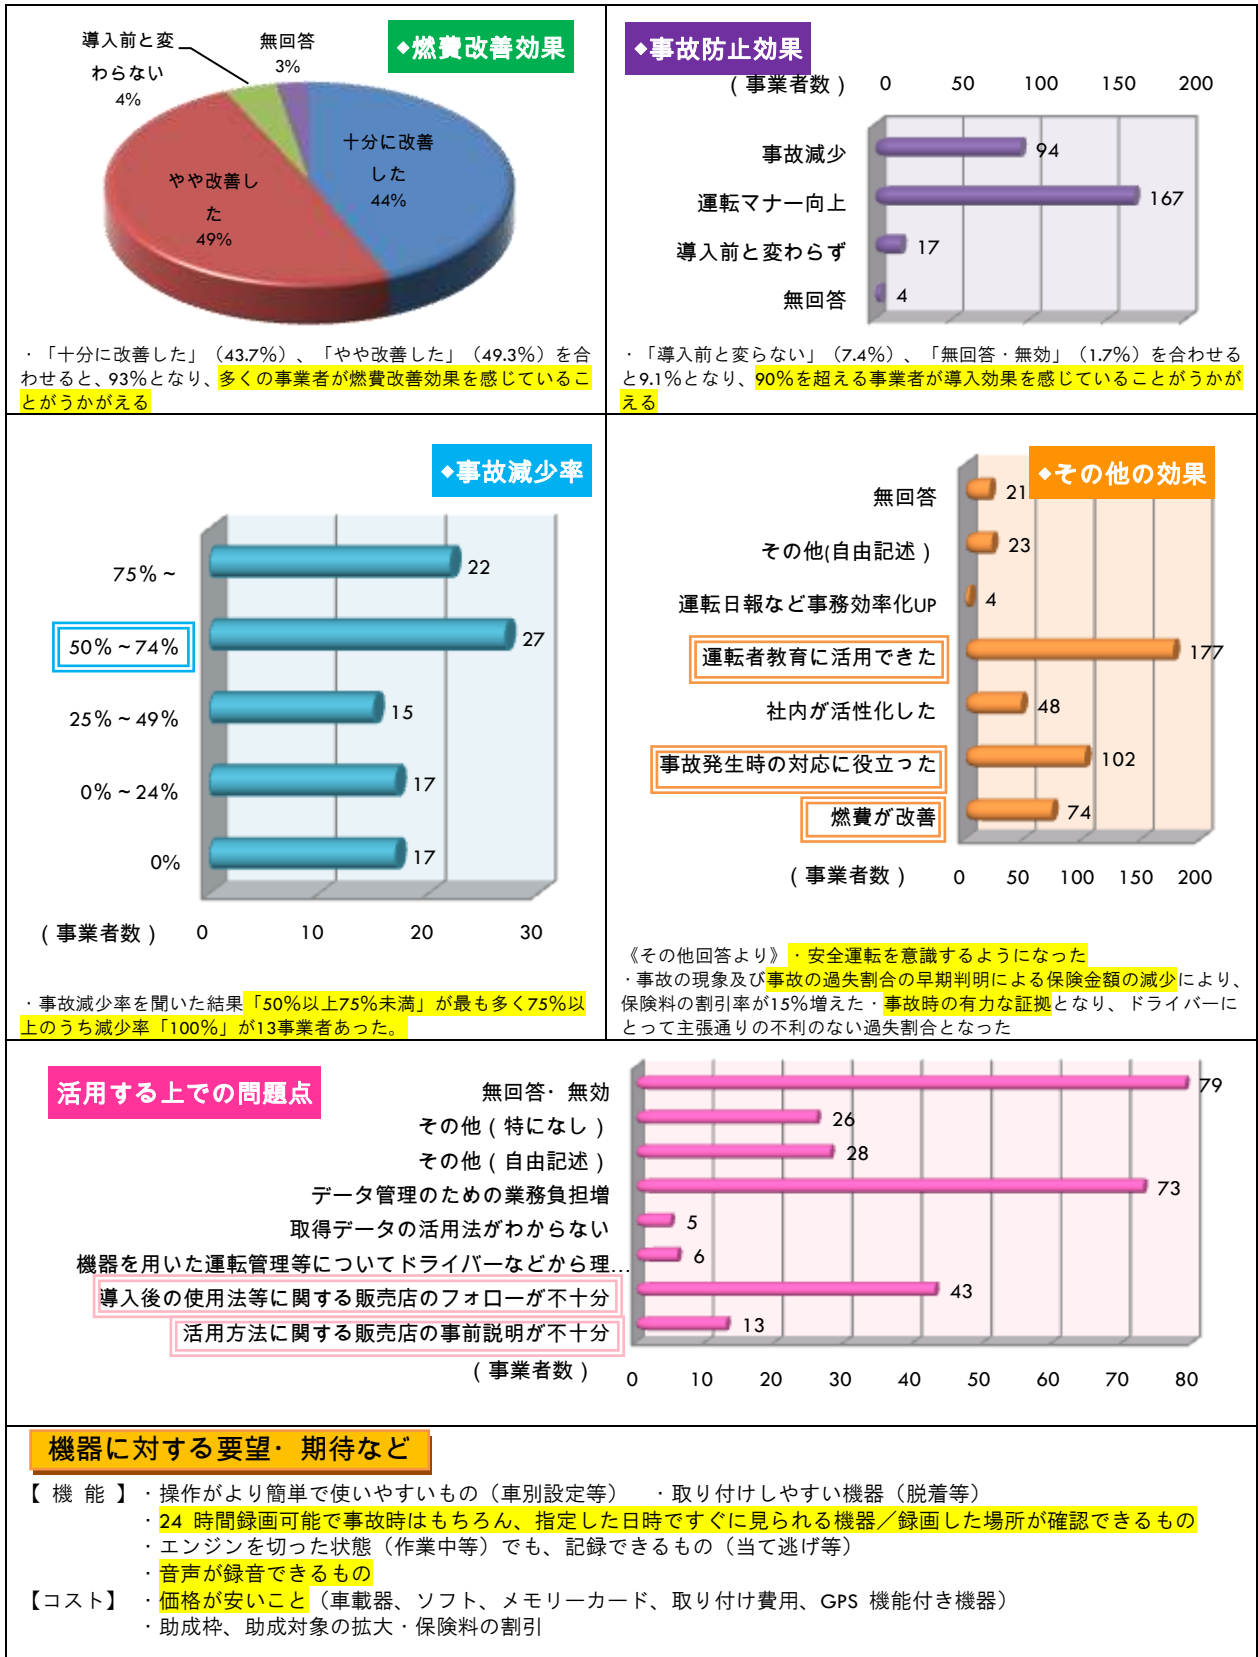 ◆燃費改善効果
導入前と変
わらない
4%
無回答
3%
十分に改善
した
44%
やや改善し
た
49%
・「十分に改善した」（43.7%）、「やや改善した」（49.3%）を合
わせると、93%となり、多くの事業者が燃費改善効果を感じているこ
とがうかがえる
◆事故防止効果
(事業者数) 0 50 100 150 200
事故減少 94
運転マナー向上 167
導入前と変わらず 17
無回答 4
・「導入前と変らない」（7.4%）、「無回答・無効」（1.7%）を合わせる
と9.1%となり、90%を超える事業者が導入効果を感じていることがうかが
える
◆事故減少率
75%～ 22
50%～74% 27
25%～49% 15
0%～24% 17
0% 17
(事業者数) 0 10 20 30
・事故減少率を聞いた結果「50%以上75%未満」が最も多く75%以
上のうち減少率「100%」が13事業者あった。
◆その他の効果
無回答 21
その他(自由記述) 23
運転日報など事務効率化UP 4
運転者教育に活用できた 177
社内が活性化した 48
事故発生時の対応に役立った 102
燃費が改善 74
(事業者数) 0 50 100 150 200
《その他回答より》・安全運転を意識するようになった
・事故の現象及び事故の過失割合の早期判明による保険金額の減少により、
保険料の割引率が15%増えた・事故時の有力な証拠となり、ドライバーに
とって主張通りの不利のない過失割合となった
活用する上での問題点
無回答・無効 79
その他(特になし) 26
その他(自由記述) 28
データ管理のための業務負担増 73
取得データの活用法がわからない 5
機器を用いた運転管理等についてドライバーなどから理… 6
導入後の使用法等に関する販売店のフォローが不十分 43
活用方法に関する販売店の事前説明が不十分 13
(事業者数) 0 10 20 30 40 50 60 70 80
機器に対する要望・期待など
【機能】・操作がより簡単で使いやすいもの（車別設定等） ・取り付けしやすい機器（脱着等）
・24 時間録画可能で事故時はもちろん、指定した日時ですぐに見られる機器／録画した場所が確認できるもの
・エンジンを切った状態（作業中等）でも、記録できるもの（当て逃げ等）
・音声が録音できるもの
【コスト】・価格が安いこと（車載器、ソフト、メモリーカード、取り付け費用、GPS 機能付き機器）
・助成枠、助成対象の拡大・保険料の割引